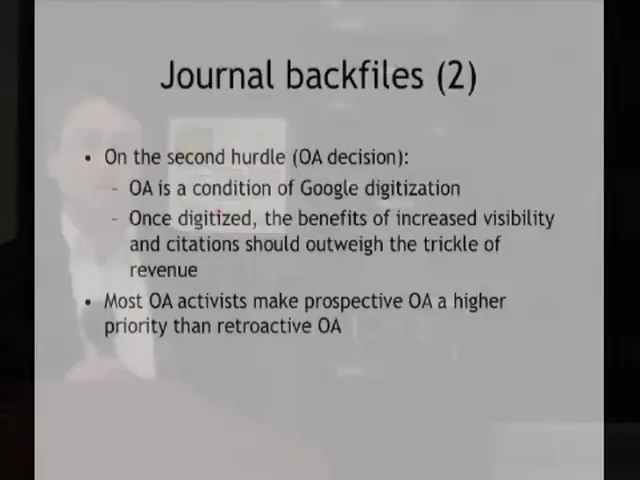 Journal backfiles (2)
• On the second hurdle (OA decision):
- OA is a condition of Google digitization
- Once digitized, the benefits of increased visibility
and citations should outweigh the trickle of
revenue
• Most OA activists make prospective OA a higher
priority than retroactive OA